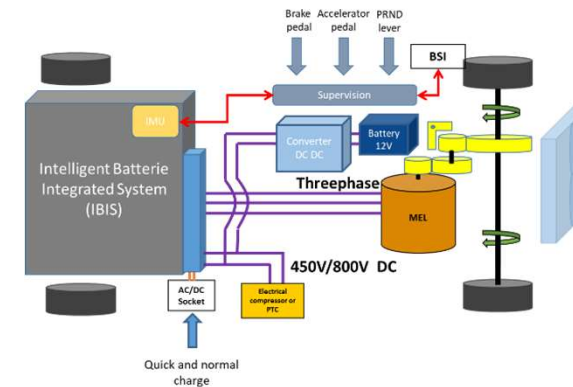 Brake
pedal
Accelerator
pedal
PRND
lever
BSI
IMU
Supervision
Converter
DC DC
Battery
12V
Intelligent Batterie
Integrated System
(IBIS)
Threephase
MEL
450V/800V DC
AC/DC
Socket
Electrical
compressor or
PTC
Quick and normal
charge